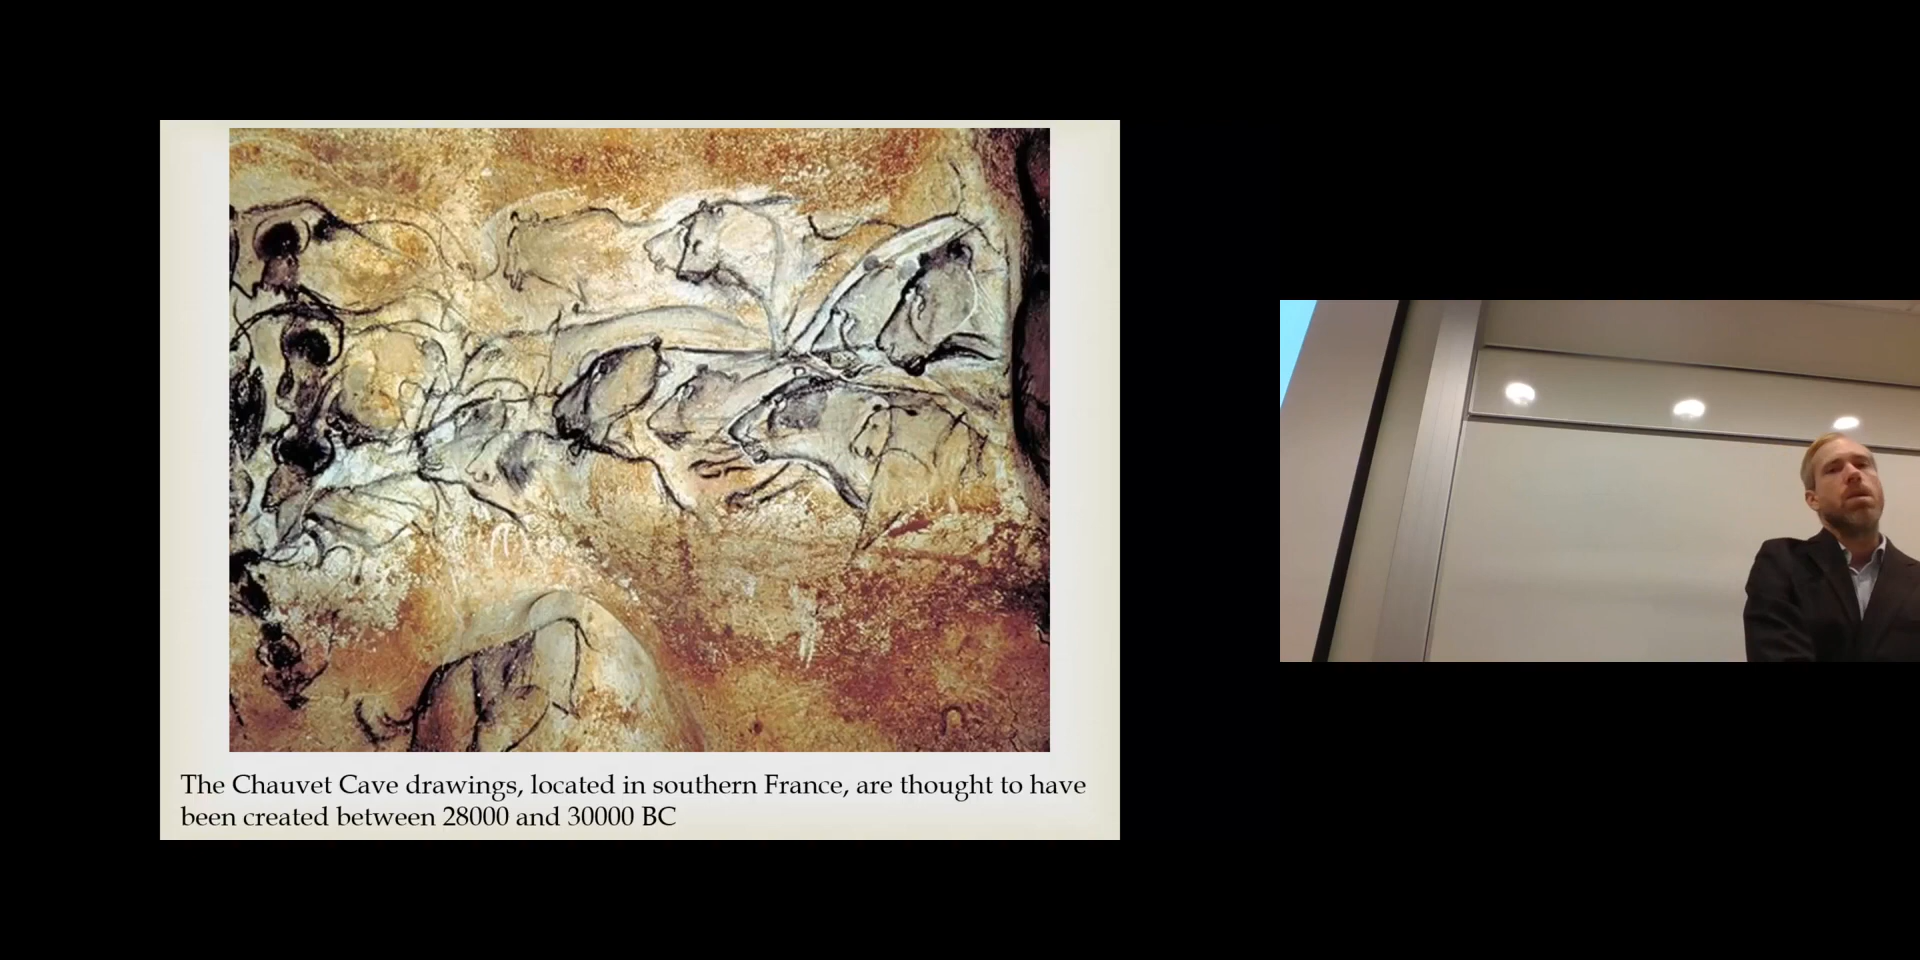 The Chauvet Cave drawings, located in southern France, are thought to have
been created between 28000 and 30000 BC